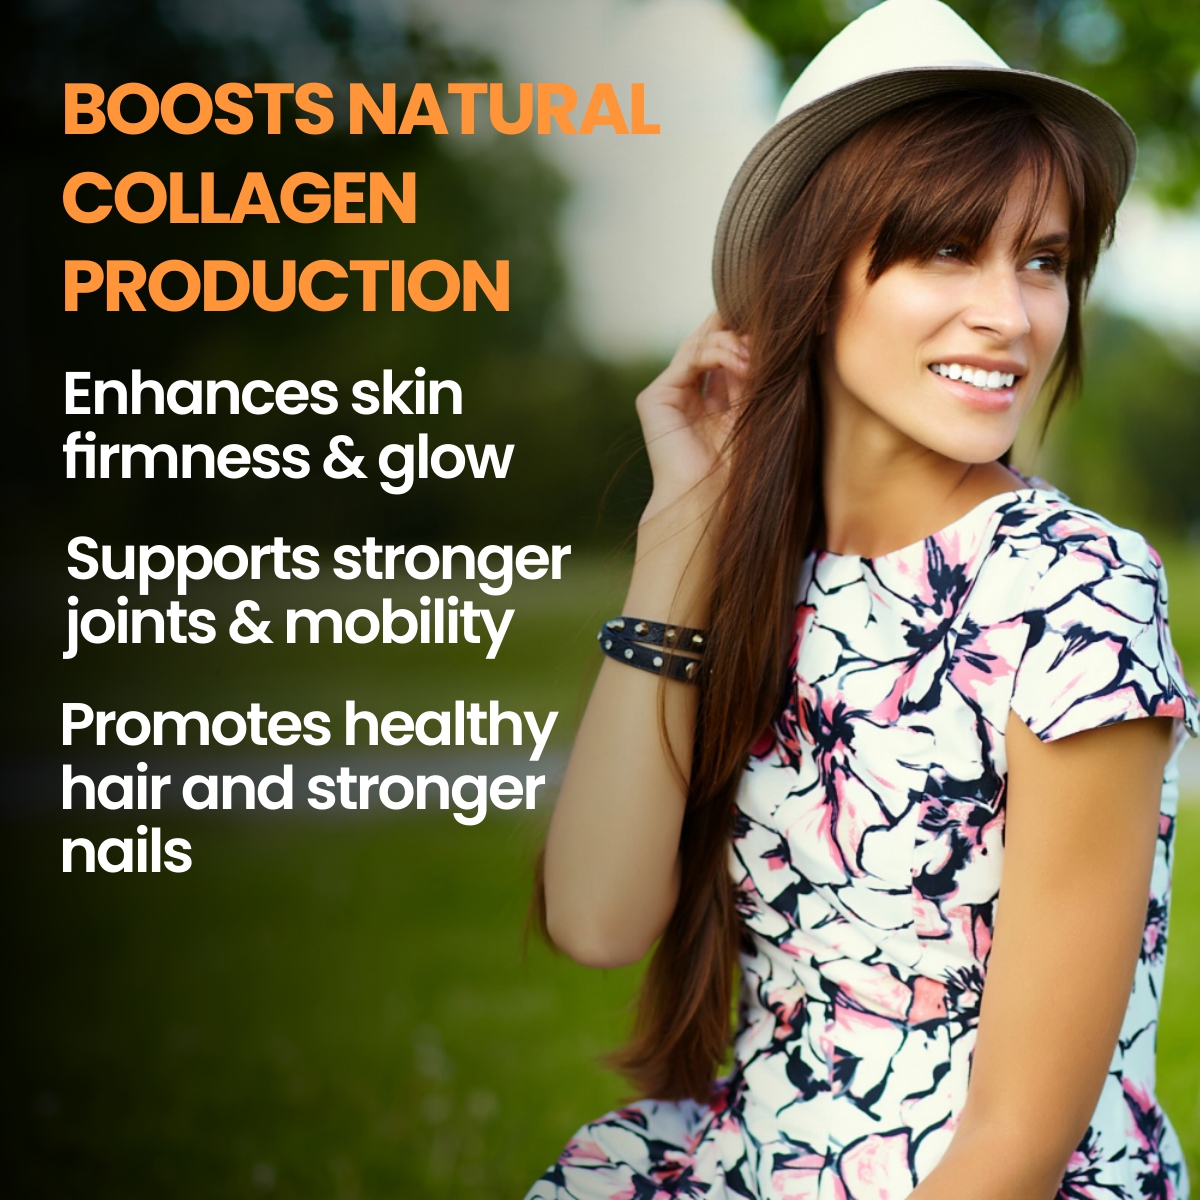 BOOSTS NATURAL
COLLAGEN
PRODUCTION
Enhances skin
firmness & glow
Supports stronger
joints & mobility
Promotes healthy
hair and stronger
nails